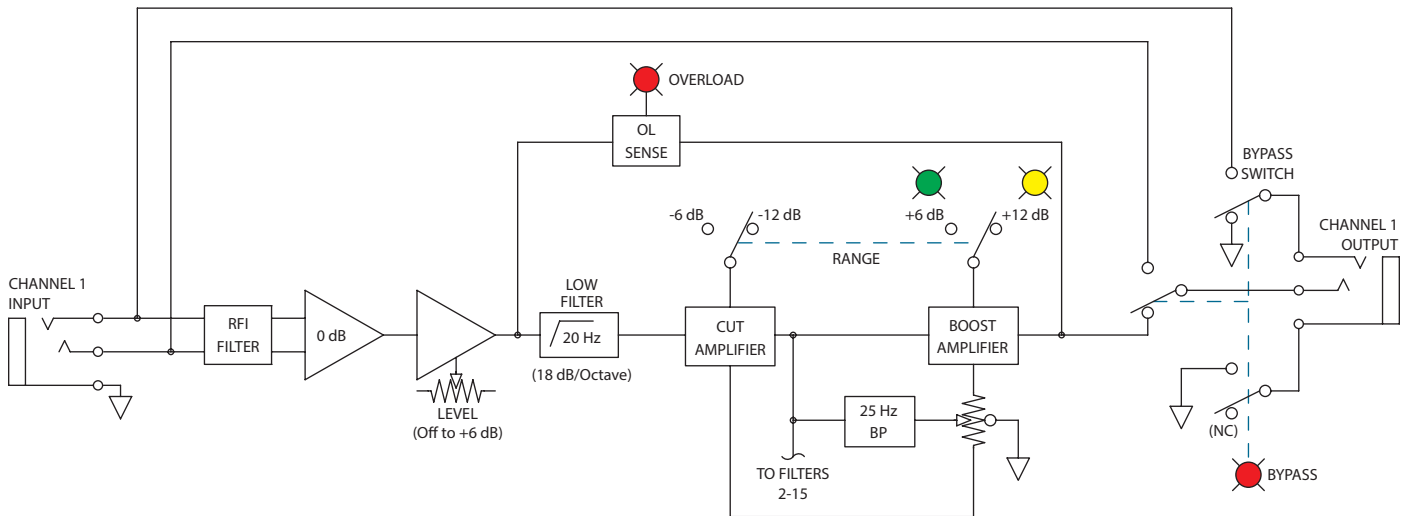 OVERLOAD
OL
SENSE
BYPASS
SWITCH
-6 dB
-12 dB
+6 dB
+12 dB
RANGE
CHANNEL 1
OUTPUT
CHANNEL 1
INPUT
RFI
FILTER
0 dB
LOW
FILTER
20 Hz
(18 dB/Octave)
CUT
AMPLIFIER
BOOST
AMPLIFIER
LEVEL
(Off to +6 dB)
25 Hz
BP
TO FILTERS
2-15
(NC)
BYPASS